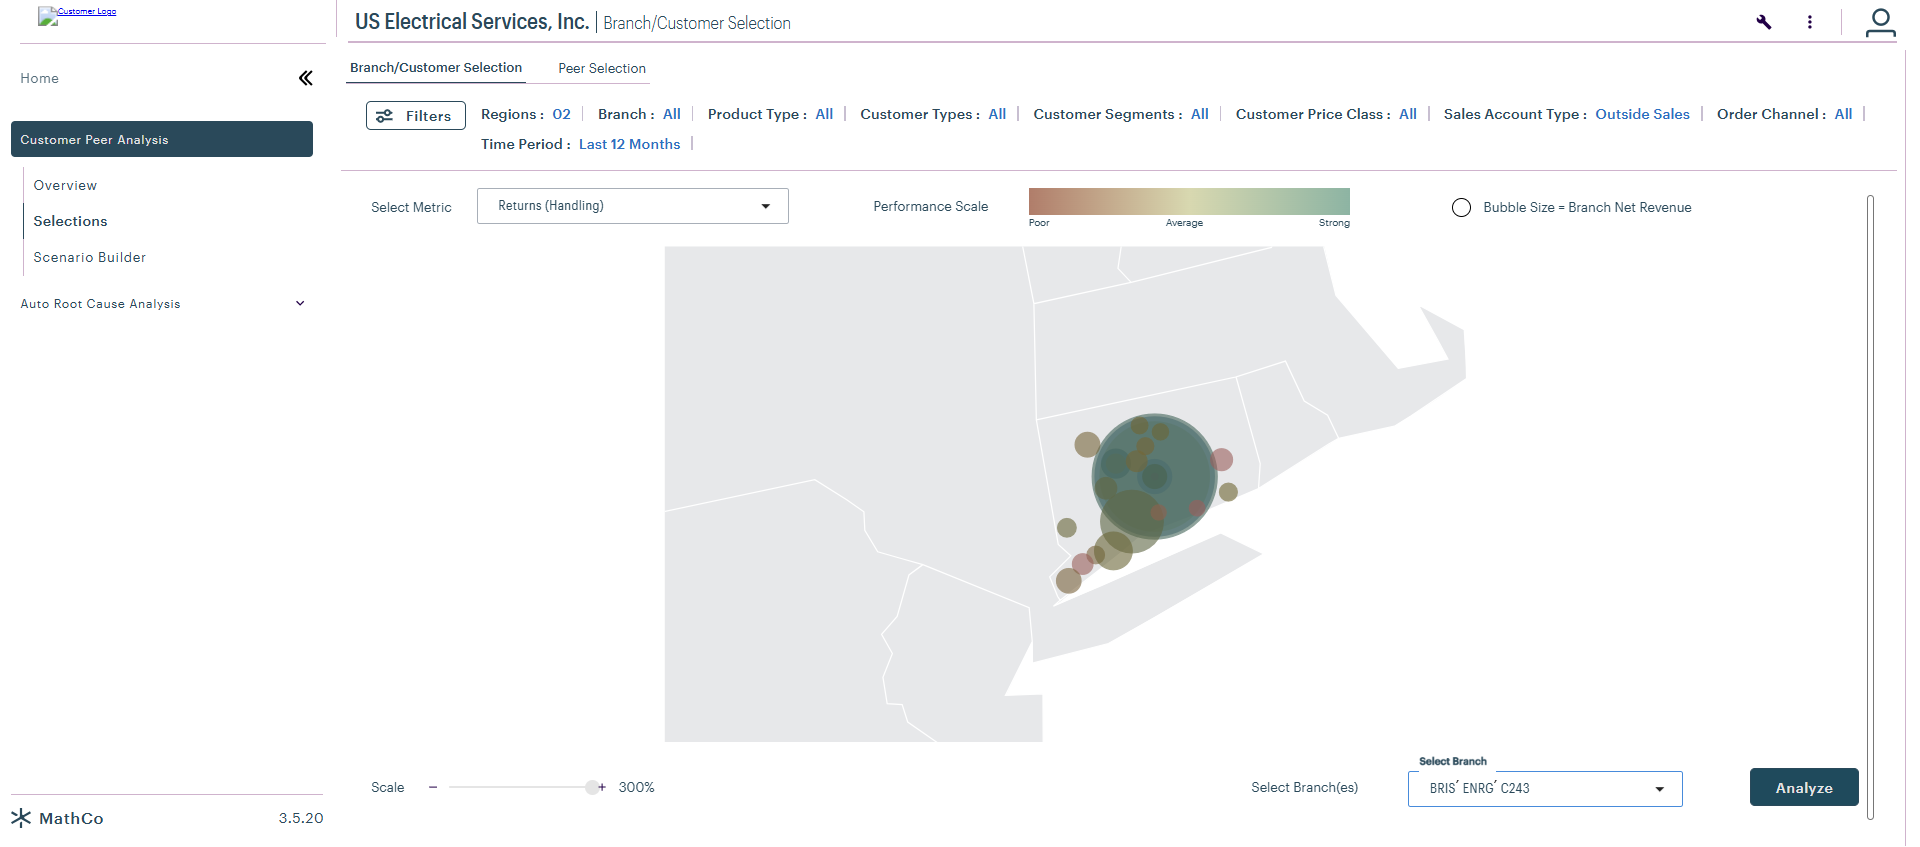 Customer Logo
US Electrical Services, Inc. | Branch/Customer Selection
Home
Branch/Customer Selection
Peer Selection
Filters
Regions : 02
Branch : All
Product Type : All
Customer Types : All
Customer Segments : All
Customer Price Class : All
Sales Account Type : Outside Sales
Order Channel : All
Time Period : Last 12 Months
Customer Peer Analysis
Overview
Selections
Scenario Builder
Auto Root Cause Analysis
Select Metric
Returns (Handling)
Performance Scale
Poor
Average
Strong
Bubble Size = Branch Net Revenue
Scale
− + 300%
Select Branch(es)
Select Branch
BRIS' ENRG' C243
Analyze
MathCo
3.5.20